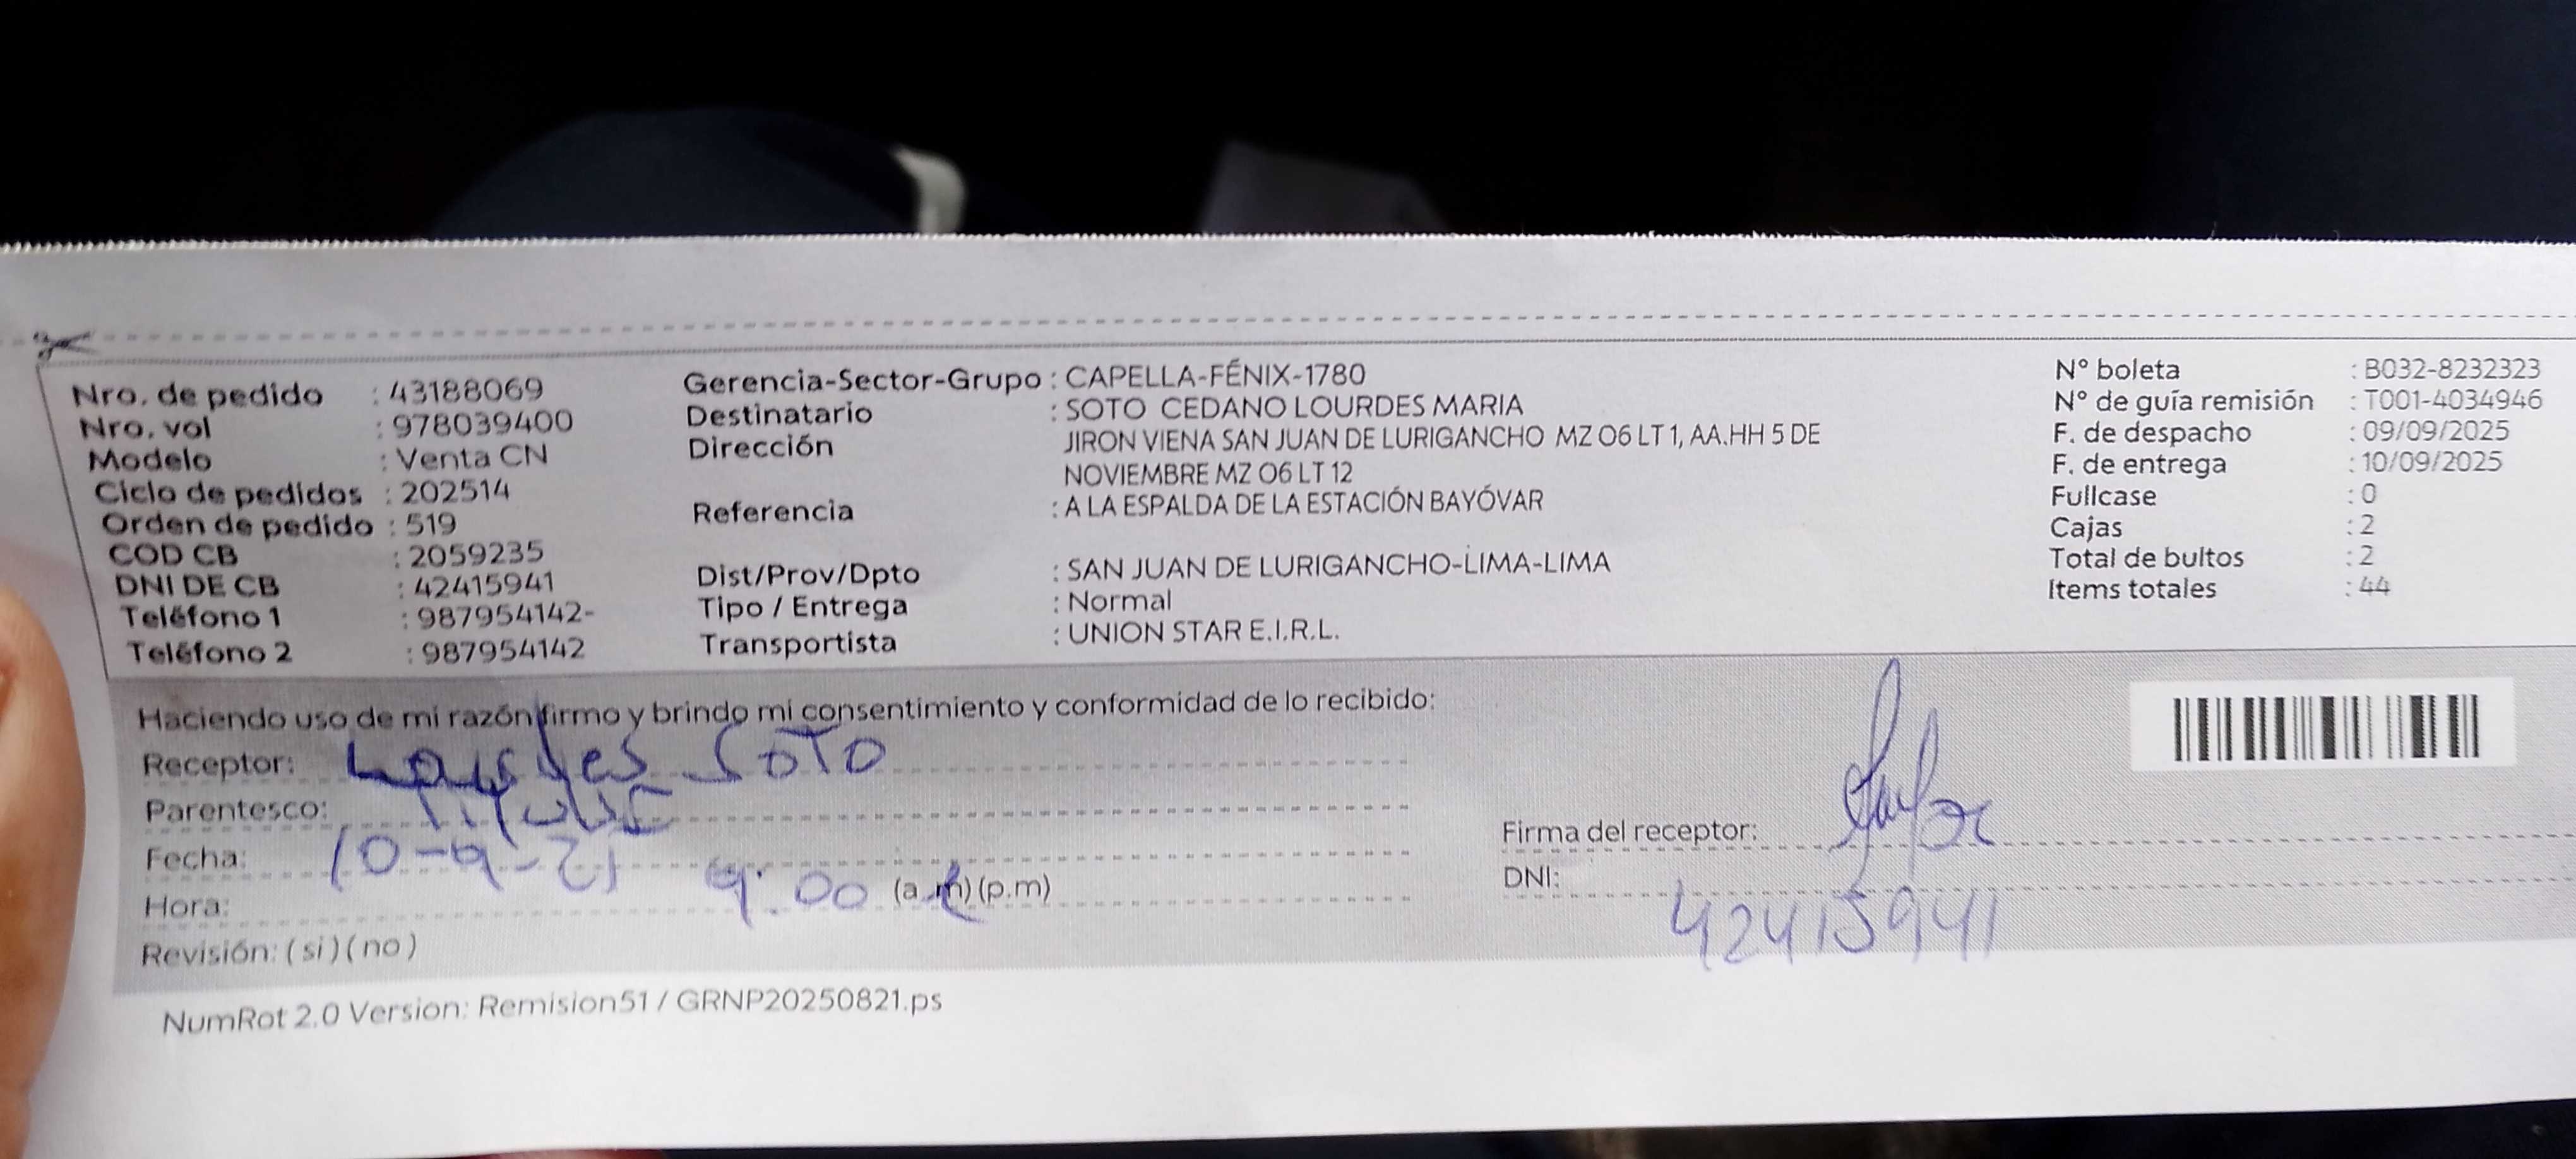 Nro. de pedido : 43188069
Nro. vol : 978039400
Modelo : Venta CN
Ciclo de pedidos : 202514
Orden de pedido : 519
COD CB : 2059235
DNI DE CB : 42415941
Teléfono 1 : 987954142-
Teléfono 2 : 987954142
Gerencia-Sector-Grupo : CAPELLA-FÉNIX-1780
Destinatario : SOTO CEDANO LOURDES MARIA
Dirección JIRON VIENA SAN JUAN DE LURIGANCHO MZ O6 LT 1, AA.HH 5 DE
NOVIEMBRE MZ O6 LT 12
Referencia : A LA ESPALDA DE LA ESTACIÓN BAYÓVAR
Dist/Prov/Dpto : SAN JUAN DE LURIGANCHO-LIMA-LIMA
Tipo / Entrega : Normal
Transportista : UNION STAR E.I.R.L.
N° boleta : B032-8232323
N° de guía remisión : T001-4034946
F. de despacho : 09/09/2025
F. de entrega : 10/09/2025
Fullcase : 0
Cajas : 2
Total de bultos : 2
Items totales : 44
Haciendo uso de mi razón firmo y brindo mi consentimiento y conformidad de lo recibido:
Receptor: Lourdes SOTO
Parentesco:
Fecha: 10-9-25
Hora: 9:00 (a.m) (p.m)
Revisión: ( si ) ( no )
Firma del receptor:
DNI: 42415941
NumRot 2.0 Version: Remision51 / GRNP20250821.ps